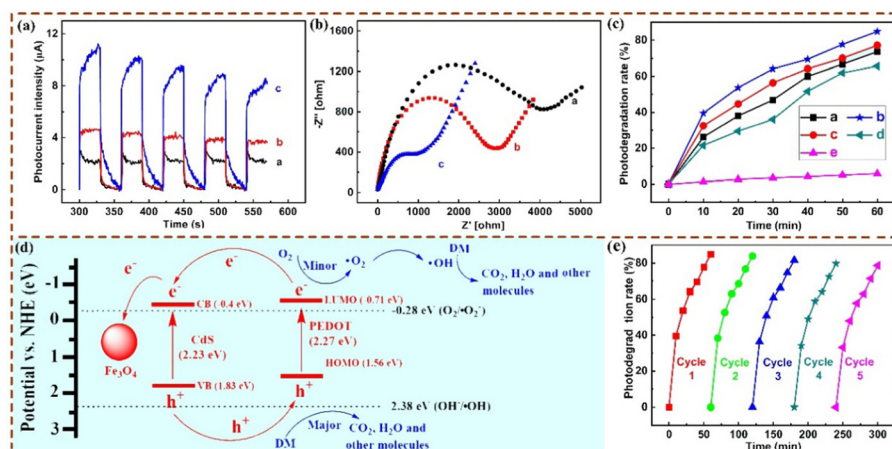 (a)
Photocurrent intensity (μA)
12
10
8
6
4
2
0
c
b
a
300 350 400 450 500 550 600
Time (s)
(b)
-Z'' [ohm]
1600
1200
800
400
0
a
b
c
0 1000 2000 3000 4000 5000
Z' [ohm]
(c)
Photodegradation rate (%)
80
60
40
20
0
a b
c d
e
0 10 20 30 40 50 60
Time (min)
(d)
Potential vs. NHE (eV)
-1
0
1
2
3
O₂
Minor
•O₂
•OH
DM
CO₂, H₂O and other
molecules
e⁻
e⁻
e⁻
e⁻
CB (-0.4 eV)
LUMO (-0.71 eV)
-0.28 eV (O₂/•O₂⁻)
CdS
(2.23 eV)
PEDOT
(2.27 eV)
Fe₃O₄
HOMO (1.56 eV)
VB (1.83 eV)
h⁺
h⁺
h⁺
2.38 eV (OH⁻/•OH)
DM
Major
CO₂, H₂O and
other molecules
(e)
Photodegrad ion rate (%)
80
60
40
20
0
Cycle
1
Cycle
2
Cycle
3
Cycle
4
Cycle
5
0 50 100 150 200 250 300
Time (min)